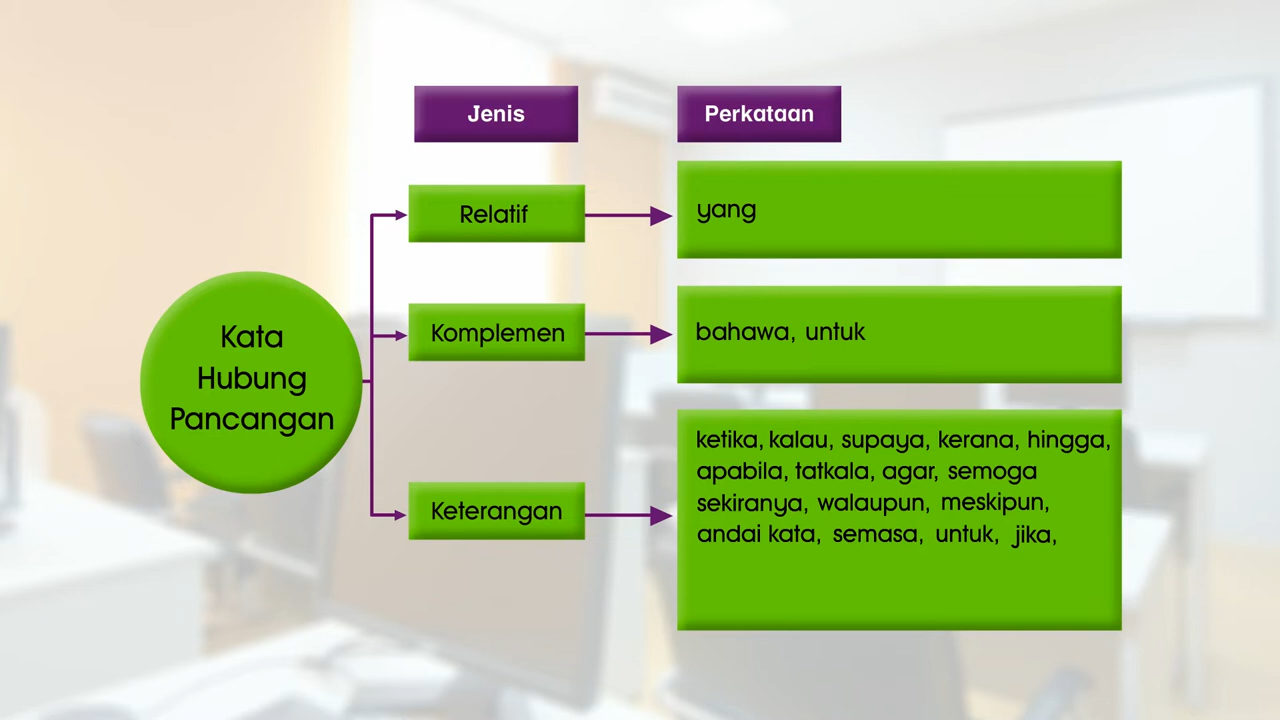 Jenis
Perkataan
Relatif
yang
Kata
Hubung
Pancangan
Komplemen
bahawa, untuk
Keterangan
ketika, kalau, supaya, kerana, hingga,
apabila, tatkala, agar, semoga
sekiranya, walaupun, meskipun,
andai kata, semasa, untuk, jika,